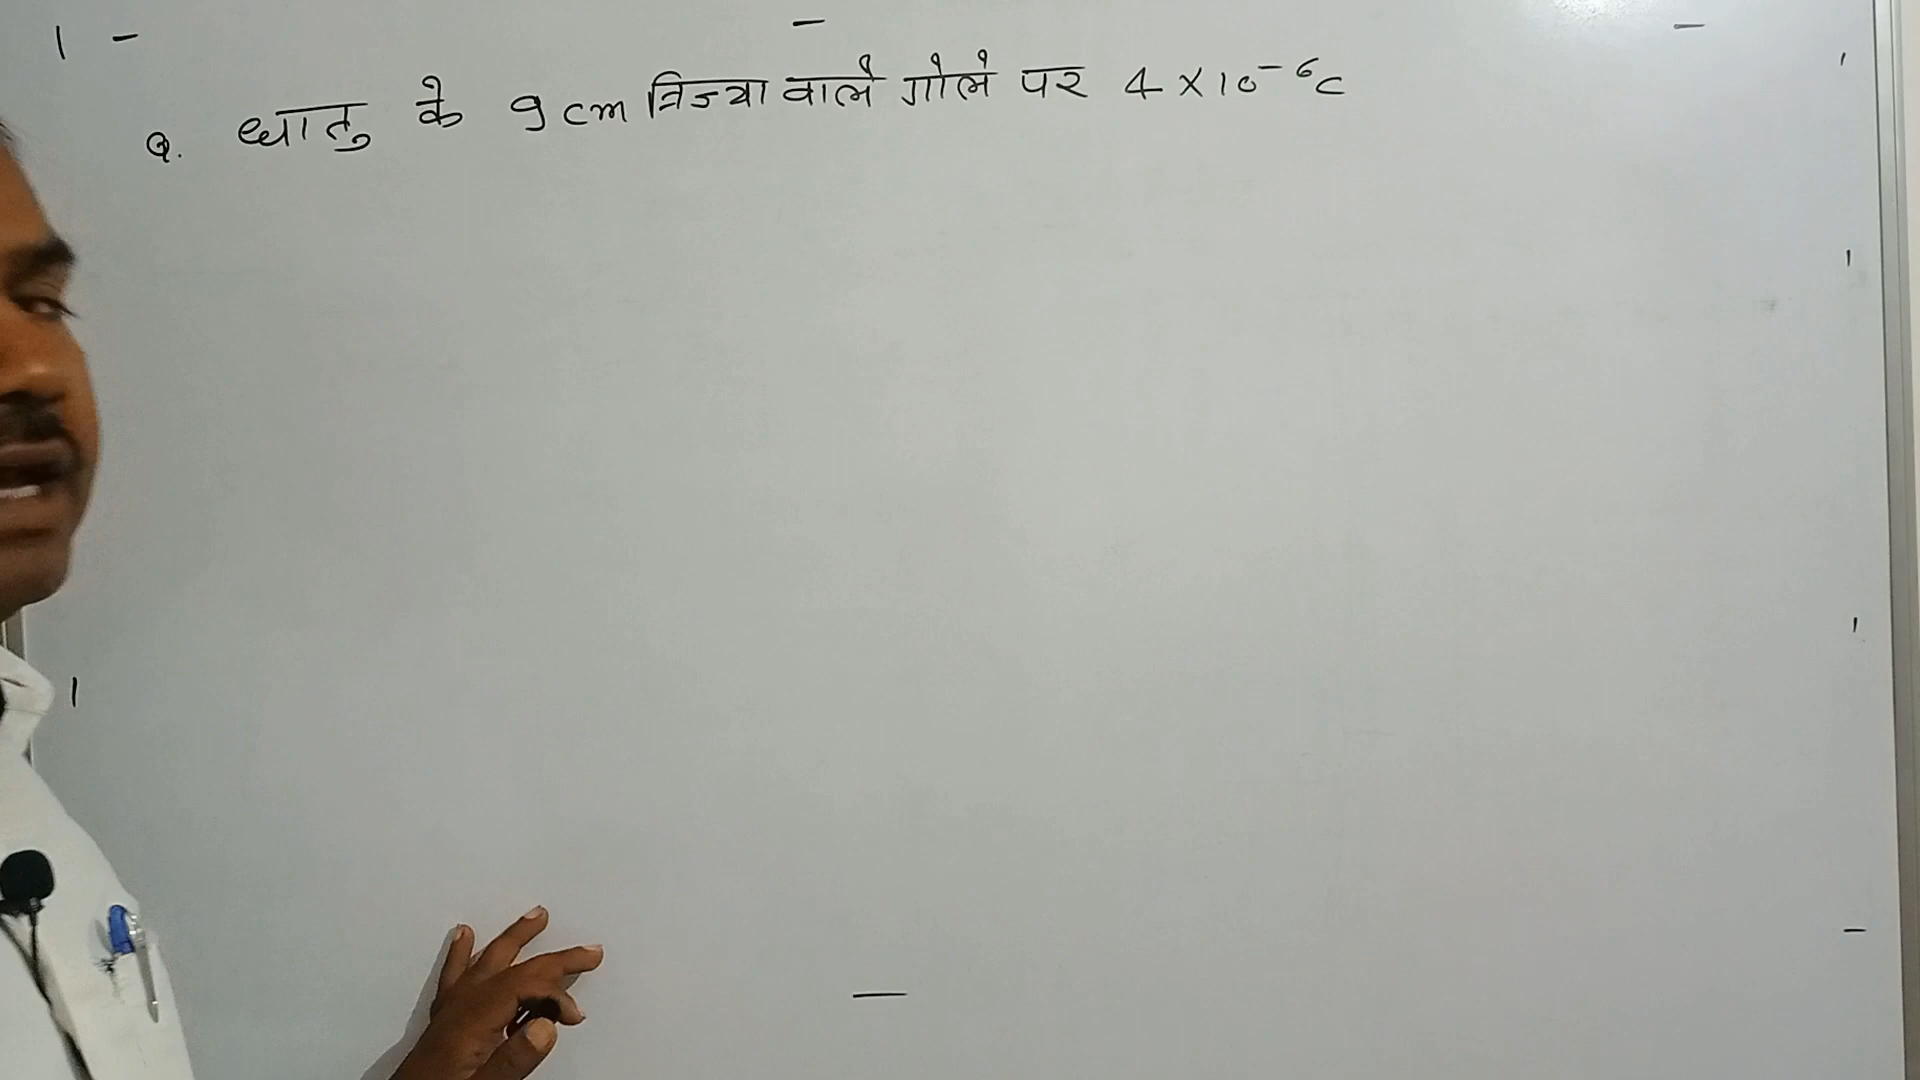 Q. धातु के 9 cm त्रिज्या वाले गोले पर 4 × 10⁻⁶ C